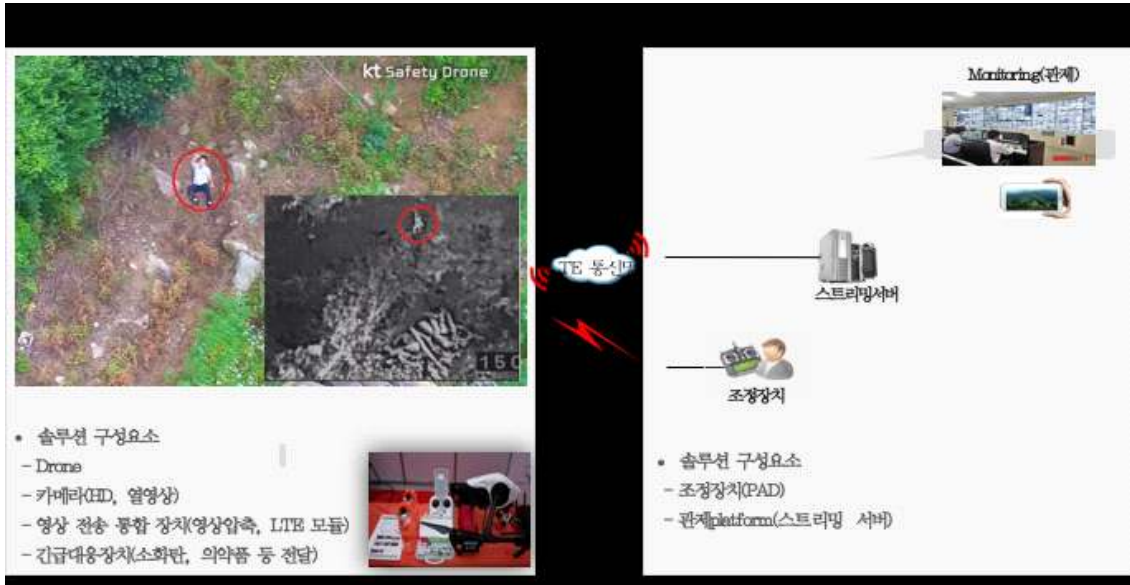 kt Safety Drone
150
• 솔루션 구성요소
- Drone
- 카메라(HD, 열영상)
- 영상 전송 통합 장치(영상압축, LTE 모듈)
- 긴급대응장치(소화탄, 의약품 등 전달)
TE 통신망
Monitoring(관제)
스트리밍서버
조정장치
• 솔루션 구성요소
- 조정장치(PAD)
- 관제platform(스트리밍 서버)